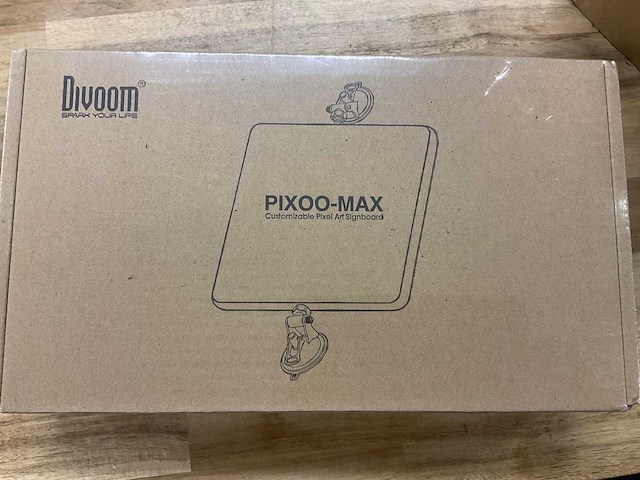 Divoom®
SPARK YOUR LIFE
PIXOO-MAX
Customizable Pixel Art Signboard